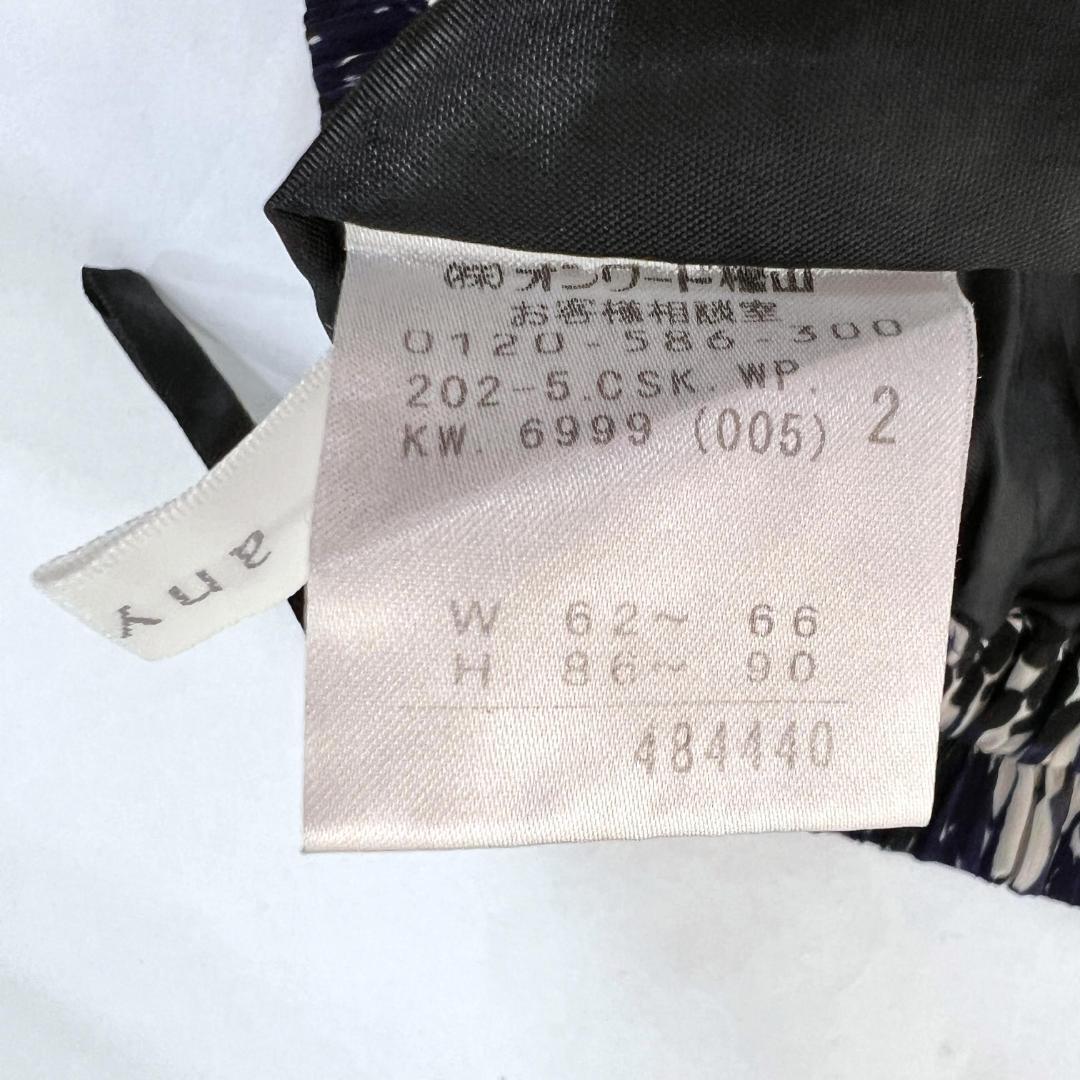 (株)オンワード樫山
お客様相談室
0120-586-300
202-5.CSK.WP.
KW. 6999 (005) 2
W 62~ 66
H 86~ 90
484440
any